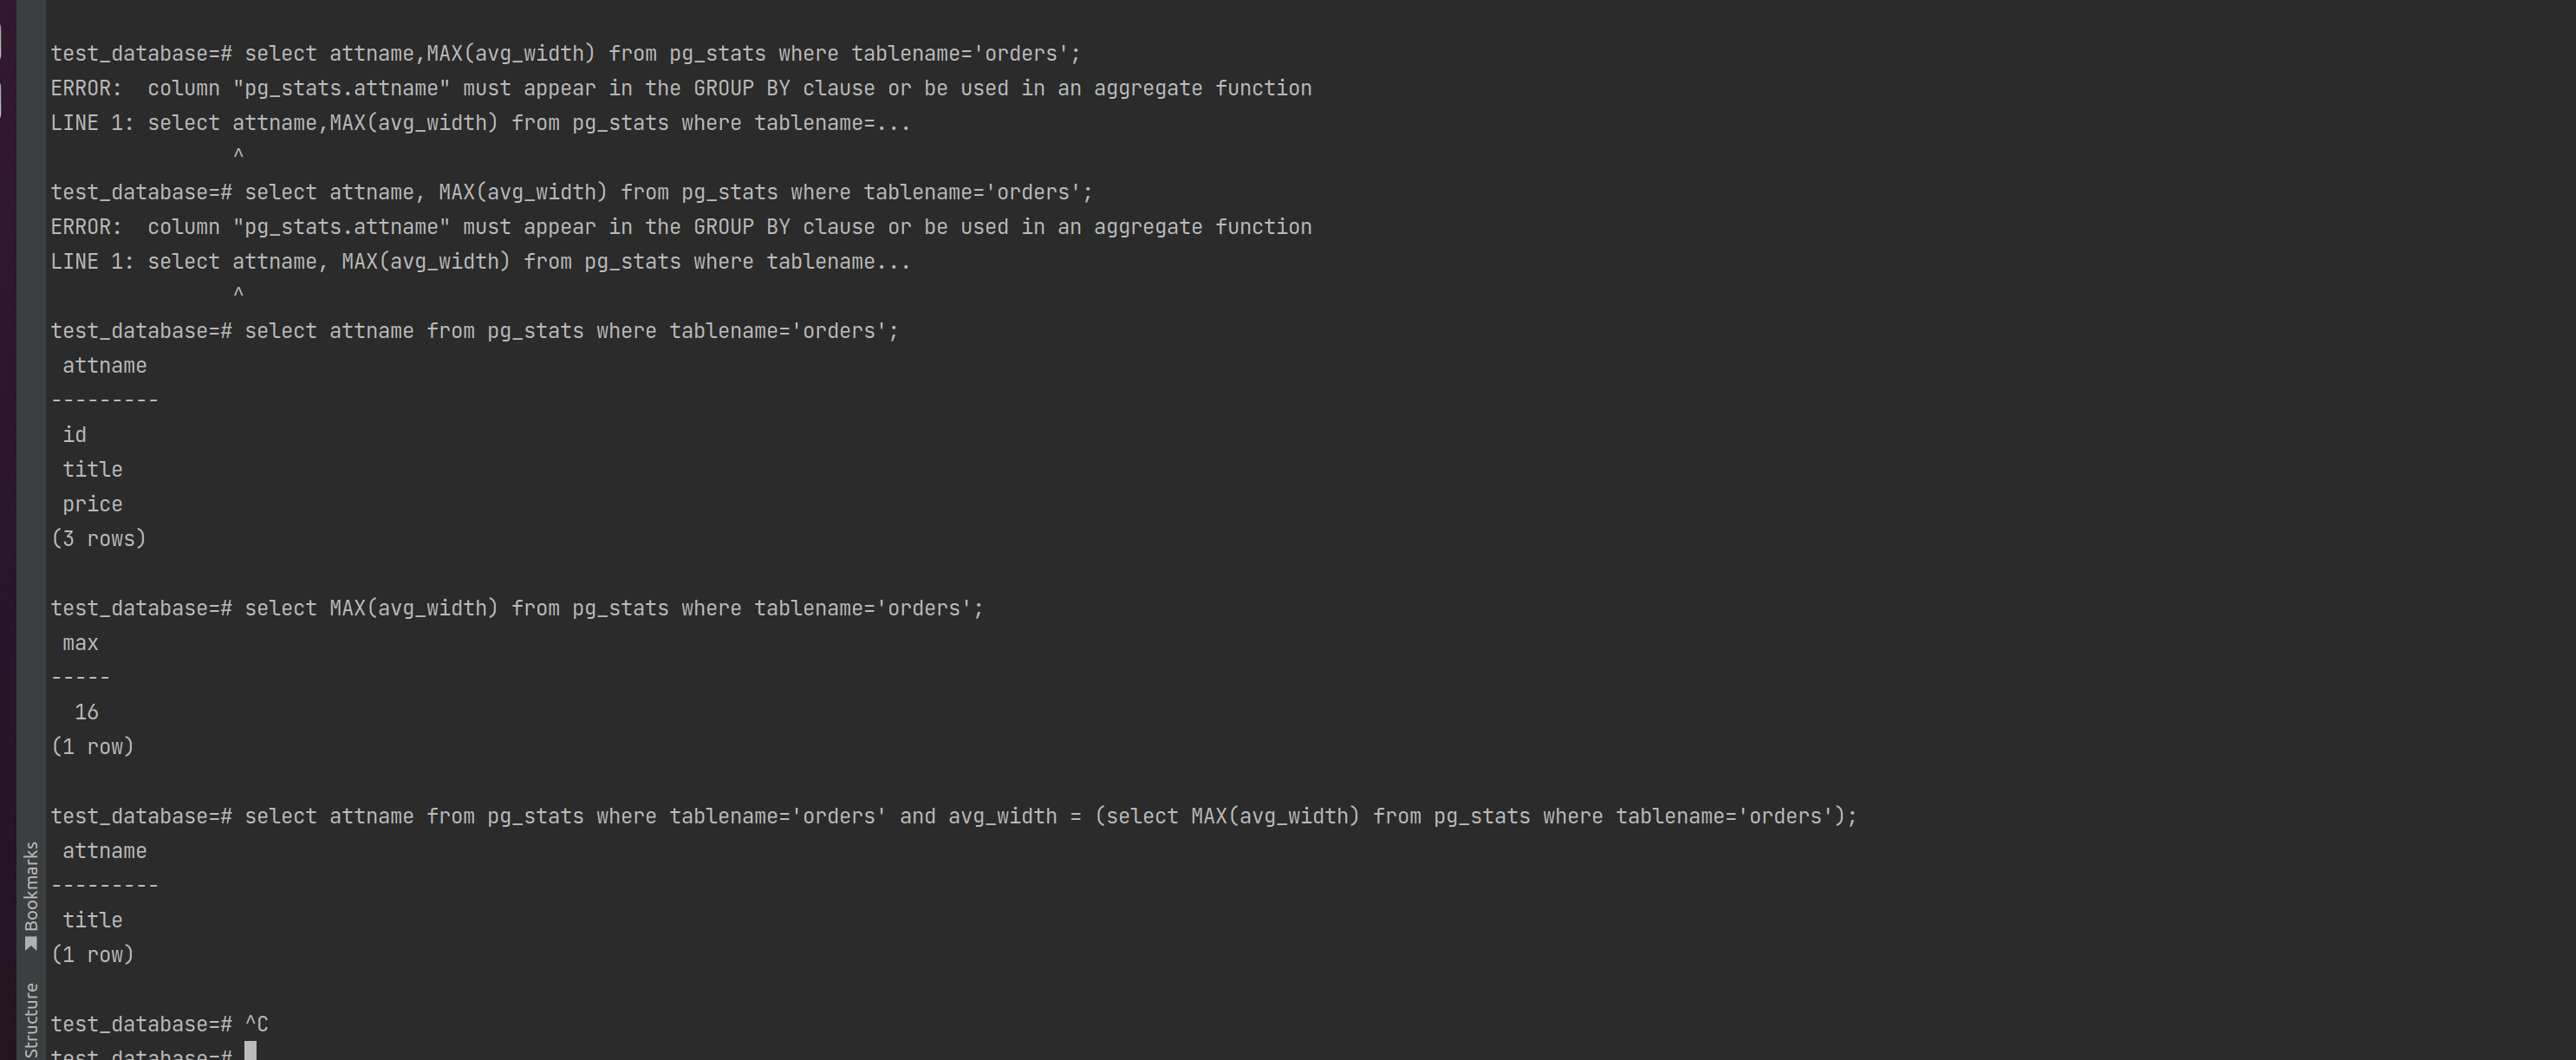 test_database=# select attname,MAX(avg_width) from pg_stats where tablename='orders';
ERROR:  column "pg_stats.attname" must appear in the GROUP BY clause or be used in an aggregate function
LINE 1: select attname,MAX(avg_width) from pg_stats where tablename=...
               ^
test_database=# select attname, MAX(avg_width) from pg_stats where tablename='orders';
ERROR:  column "pg_stats.attname" must appear in the GROUP BY clause or be used in an aggregate function
LINE 1: select attname, MAX(avg_width) from pg_stats where tablename...
               ^
test_database=# select attname from pg_stats where tablename='orders';
 attname
---------
 id
 title
 price
(3 rows)

test_database=# select MAX(avg_width) from pg_stats where tablename='orders';
 max
-----
  16
(1 row)

test_database=# select attname from pg_stats where tablename='orders' and avg_width = (select MAX(avg_width) from pg_stats where tablename='orders');
 attname
---------
 title
(1 row)

test_database=# ^C
test_database=#
Bookmarks
Structure